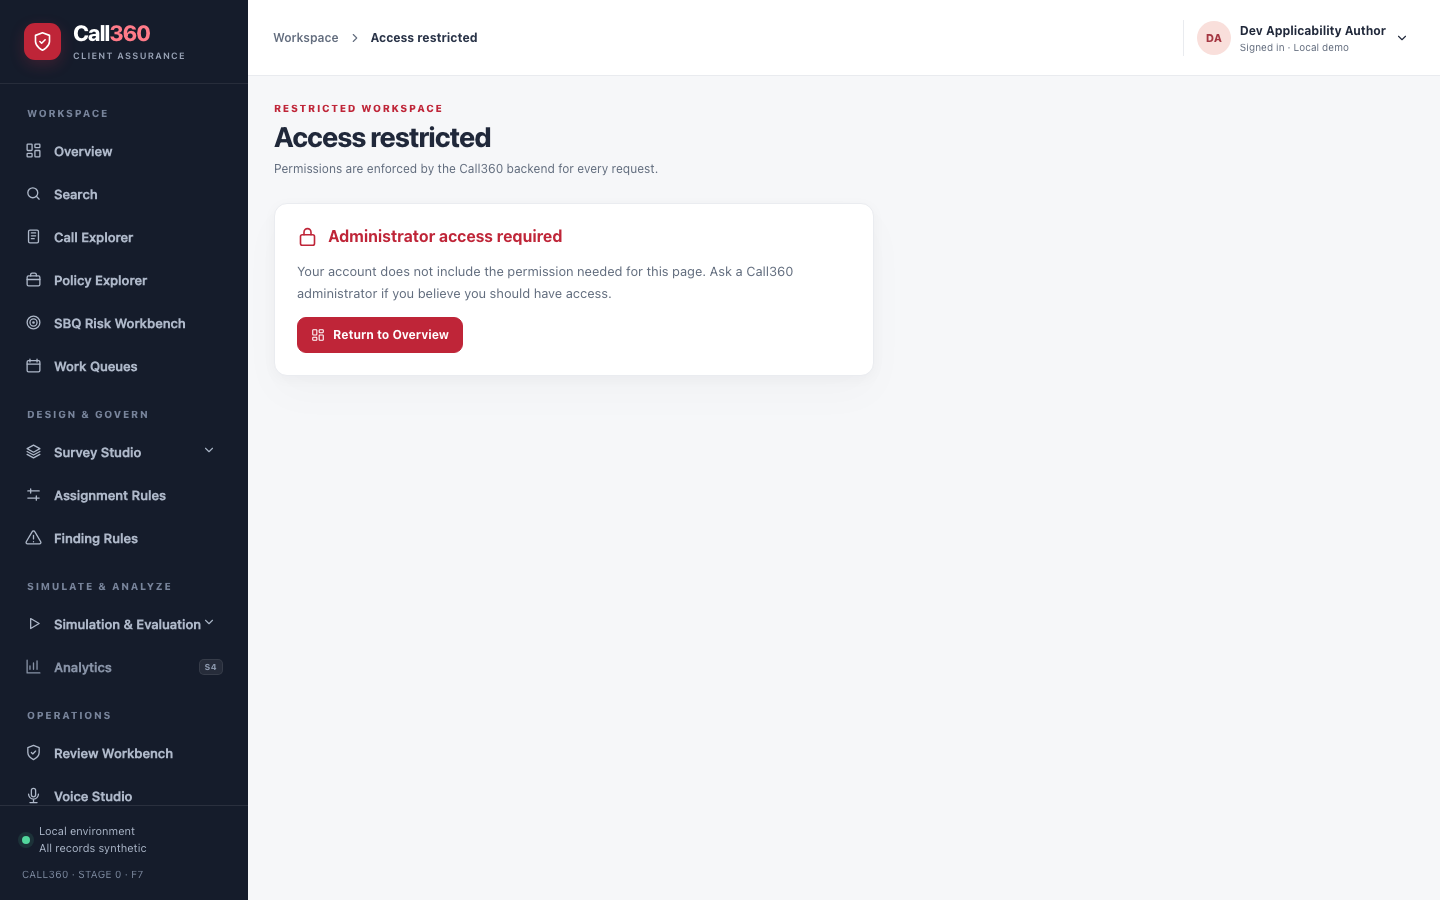 Call360
CLIENT ASSURANCE
WORKSPACE
Overview
Search
Call Explorer
Policy Explorer
SBQ Risk Workbench
Work Queues
DESIGN & GOVERN
Survey Studio
Assignment Rules
Finding Rules
SIMULATE & ANALYZE
Simulation & Evaluation
Analytics S4
OPERATIONS
Review Workbench
Voice Studio
Local environment
All records synthetic
CALL360 · STAGE 0 · F7
Workspace > Access restricted
DA
Dev Applicability Author
Signed in · Local demo
RESTRICTED WORKSPACE
Access restricted
Permissions are enforced by the Call360 backend for every request.
Administrator access required
Your account does not include the permission needed for this page. Ask a Call360
administrator if you believe you should have access.
Return to Overview